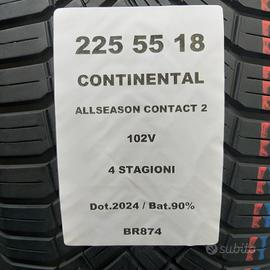 225 55 18
CONTINENTAL
ALLSEASON CONTACT 2
102V
4 STAGIONI
Dot.2024 / Bat.90%
BR874
subito